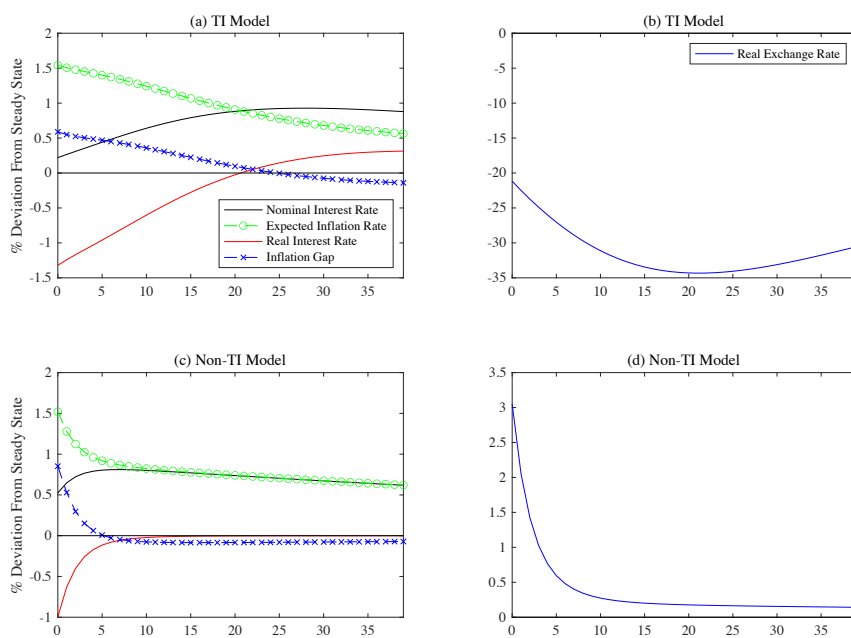 (a) TI Model
% Deviation From Steady State
2
1.5
1
0.5
0
-0.5
-1
-1.5
0 5 10 15 20 25 30 35
Nominal Interest Rate
Expected Inflation Rate
Real Interest Rate
Inflation Gap
(b) TI Model
0
-5
-10
-15
-20
-25
-30
-35
0 5 10 15 20 25 30 35
Real Exchange Rate
(c) Non-TI Model
% Deviation From Steady State
2
1.5
1
0.5
0
-0.5
-1
0 5 10 15 20 25 30 35
(d) Non-TI Model
3.5
3
2.5
2
1.5
1
0.5
0
0 5 10 15 20 25 30 35